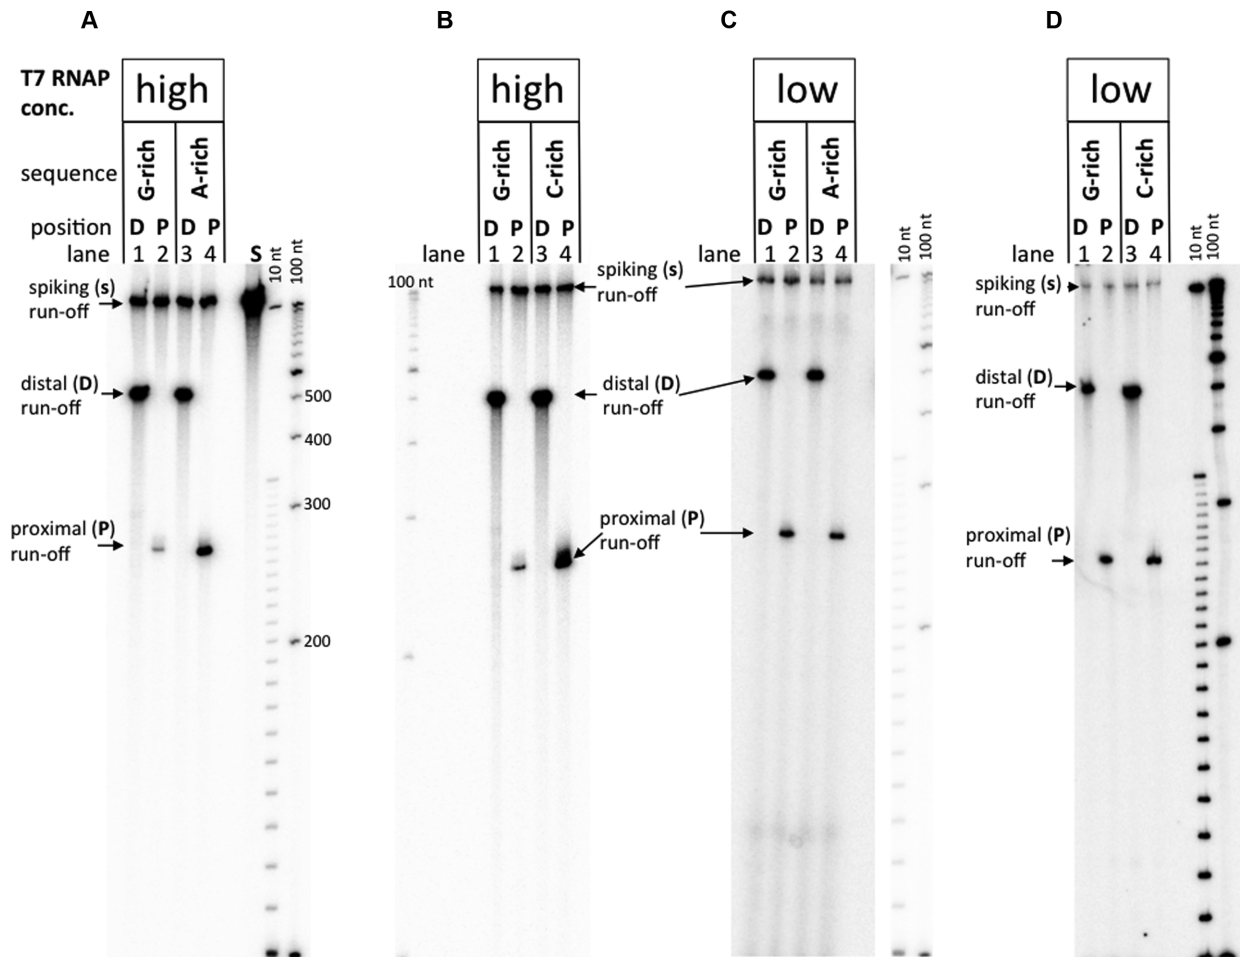 A B C D
T7 RNAP conc. high high low low
sequence G-rich A-rich G-rich C-rich G-rich A-rich G-rich C-rich
position D P D P D P D P D P D P D P D P
lane 1 2 3 4 S 10 nt 100 nt lane 1 2 3 4 lane 1 2 3 4 10 nt 100 nt lane 1 2 3 4 10 nt 100 nt
spiking (s) run-off
100 nt
spiking (s) run-off
spiking (s) run-off
distal (D) run-off
500
distal (D) run-off
distal (D) run-off
400
300
proximal (P) run-off
proximal (P) run-off
proximal (P) run-off
200